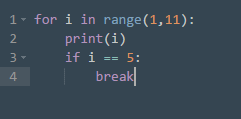 1 for i in range(1,11):
2     print(i)
3     if i == 5:
4         break